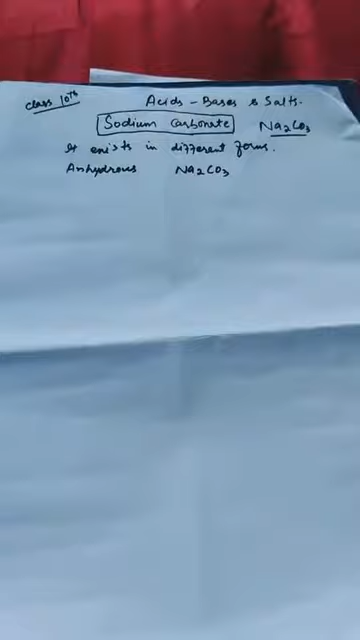 class 10th Acids - Bases & Salts.
Sodium Carbonate Na2CO3
It exists in different forms.
Anhydrous Na2CO3